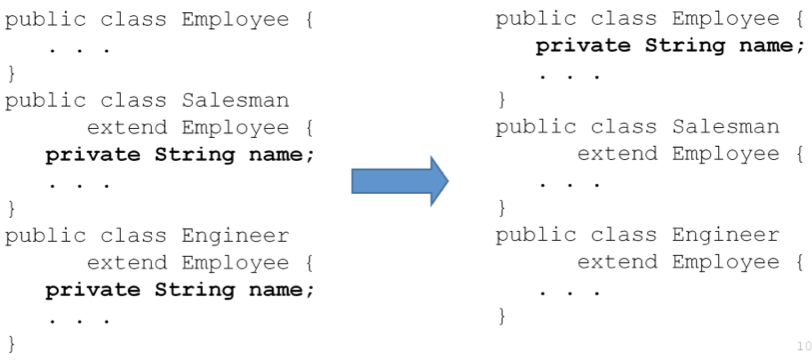 public class Employee {
. . .
}
public class Salesman
extend Employee {
private String name;
. . .
}
public class Engineer
extend Employee {
private String name;
. . .
}
public class Employee {
private String name;
. . .
}
public class Salesman
extend Employee {
. . .
}
public class Engineer
extend Employee {
. . .
}
10